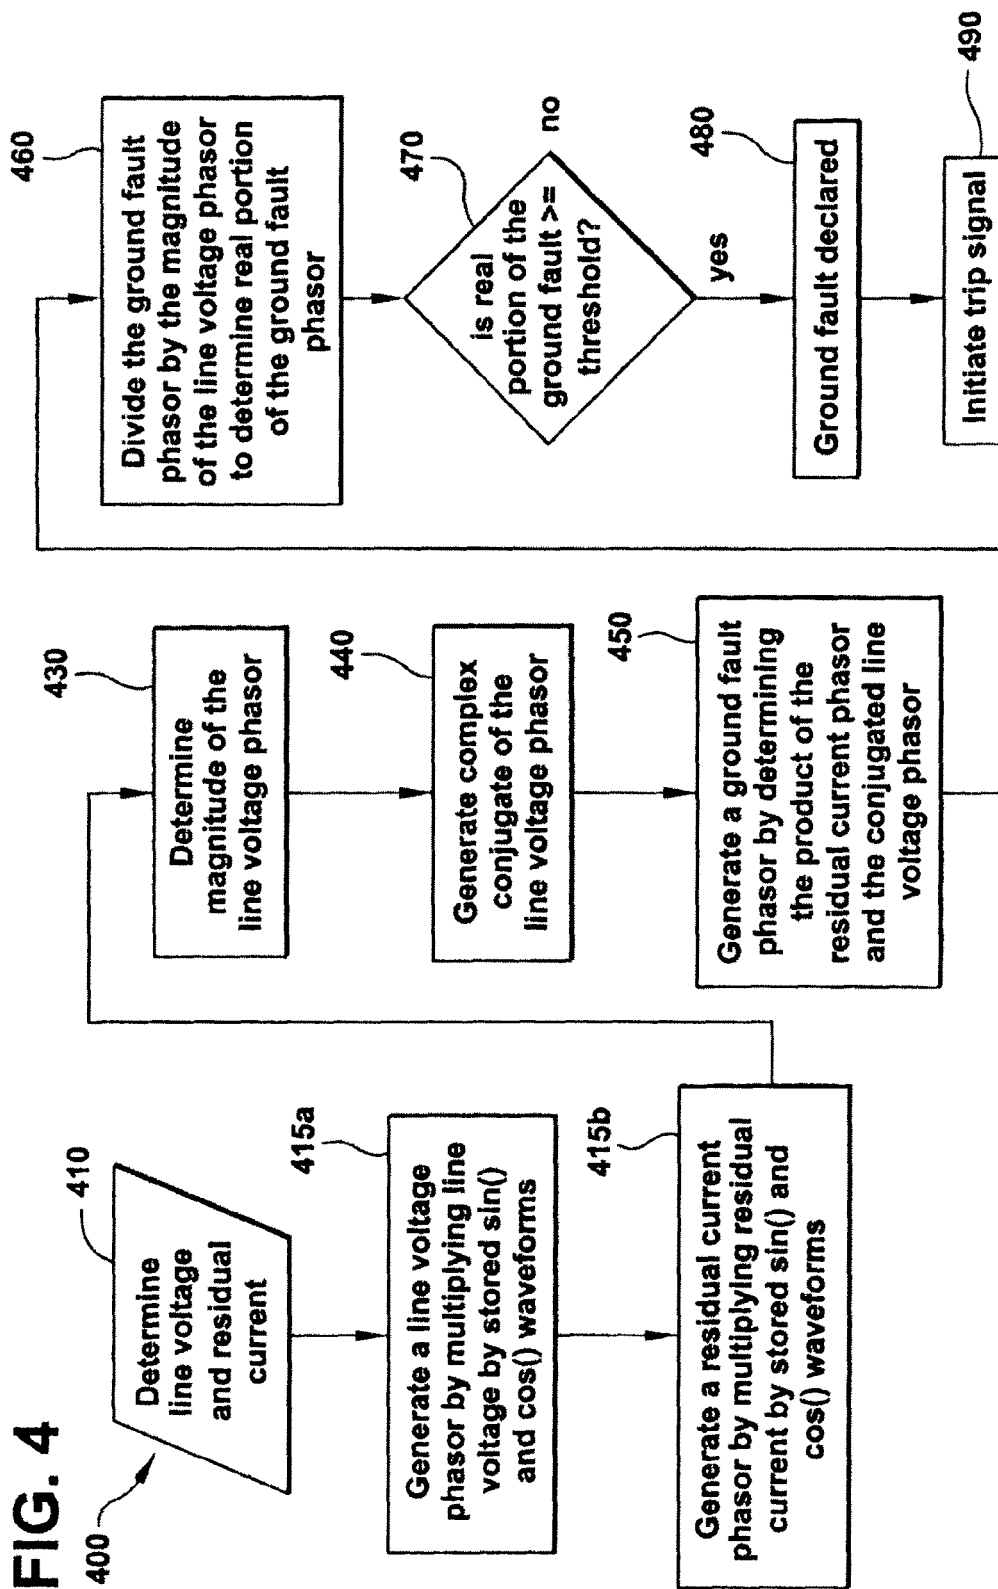 FIG. 4
400
410
Determine
line voltage
and residual
current
415a
Generate a line voltage
phasor by multiplying line
voltage by stored sin()
and cos() waveforms
415b
Generate a residual current
phasor by multiplying residual
current by stored sin() and
cos() waveforms
430
Determine
magnitude of the
line voltage phasor
440
Generate complex
conjugate of the
line voltage phasor
450
Generate a ground fault
phasor by determining
the product of the
residual current phasor
and the conjugated line
voltage phasor
460
Divide the ground fault
phasor by the magnitude
of the line voltage phasor
to determine real portion
of the ground fault
phasor
470
is real
portion of the
ground fault >=
threshold?
no
yes
480
Ground fault declared
490
Initiate trip signal